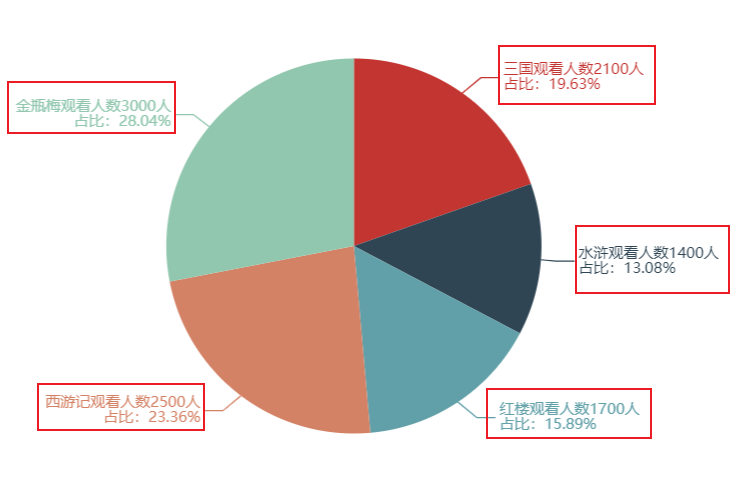 三国观看人数2100人
占比：19.63%
金瓶梅观看人数3000人
占比：28.04%
水浒观看人数1400人
占比：13.08%
西游记观看人数2500人
占比：23.36%
红楼观看人数1700人
占比：15.89%